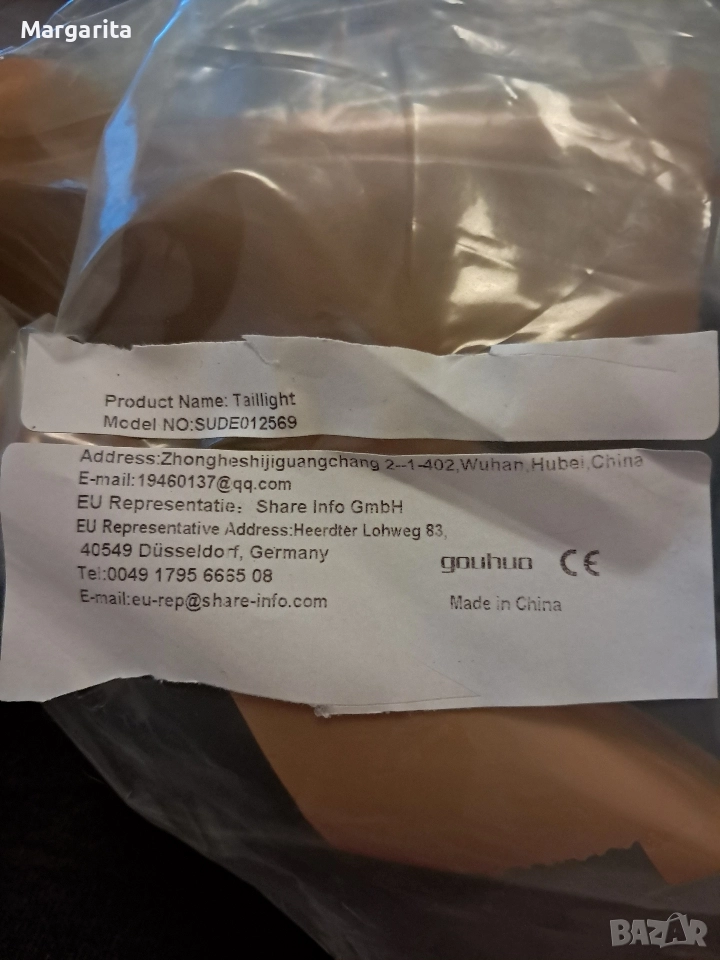 Margarita
Product Name: Taillight
Model NO:SUDE012569
Address:Zhongheshijiguangchang 2--1-402,Wuhan,Hubei,China
E-mail:19460137@qq.com
EU Representatie: Share Info GmbH
EU Representative Address:Heerdter Lohweg 83,
40549 Düsseldorf, Germany
gouhuo CE
Tel:0049 1795 6665 08
E-mail:eu-rep@share-info.com
Made in China
BAZAR